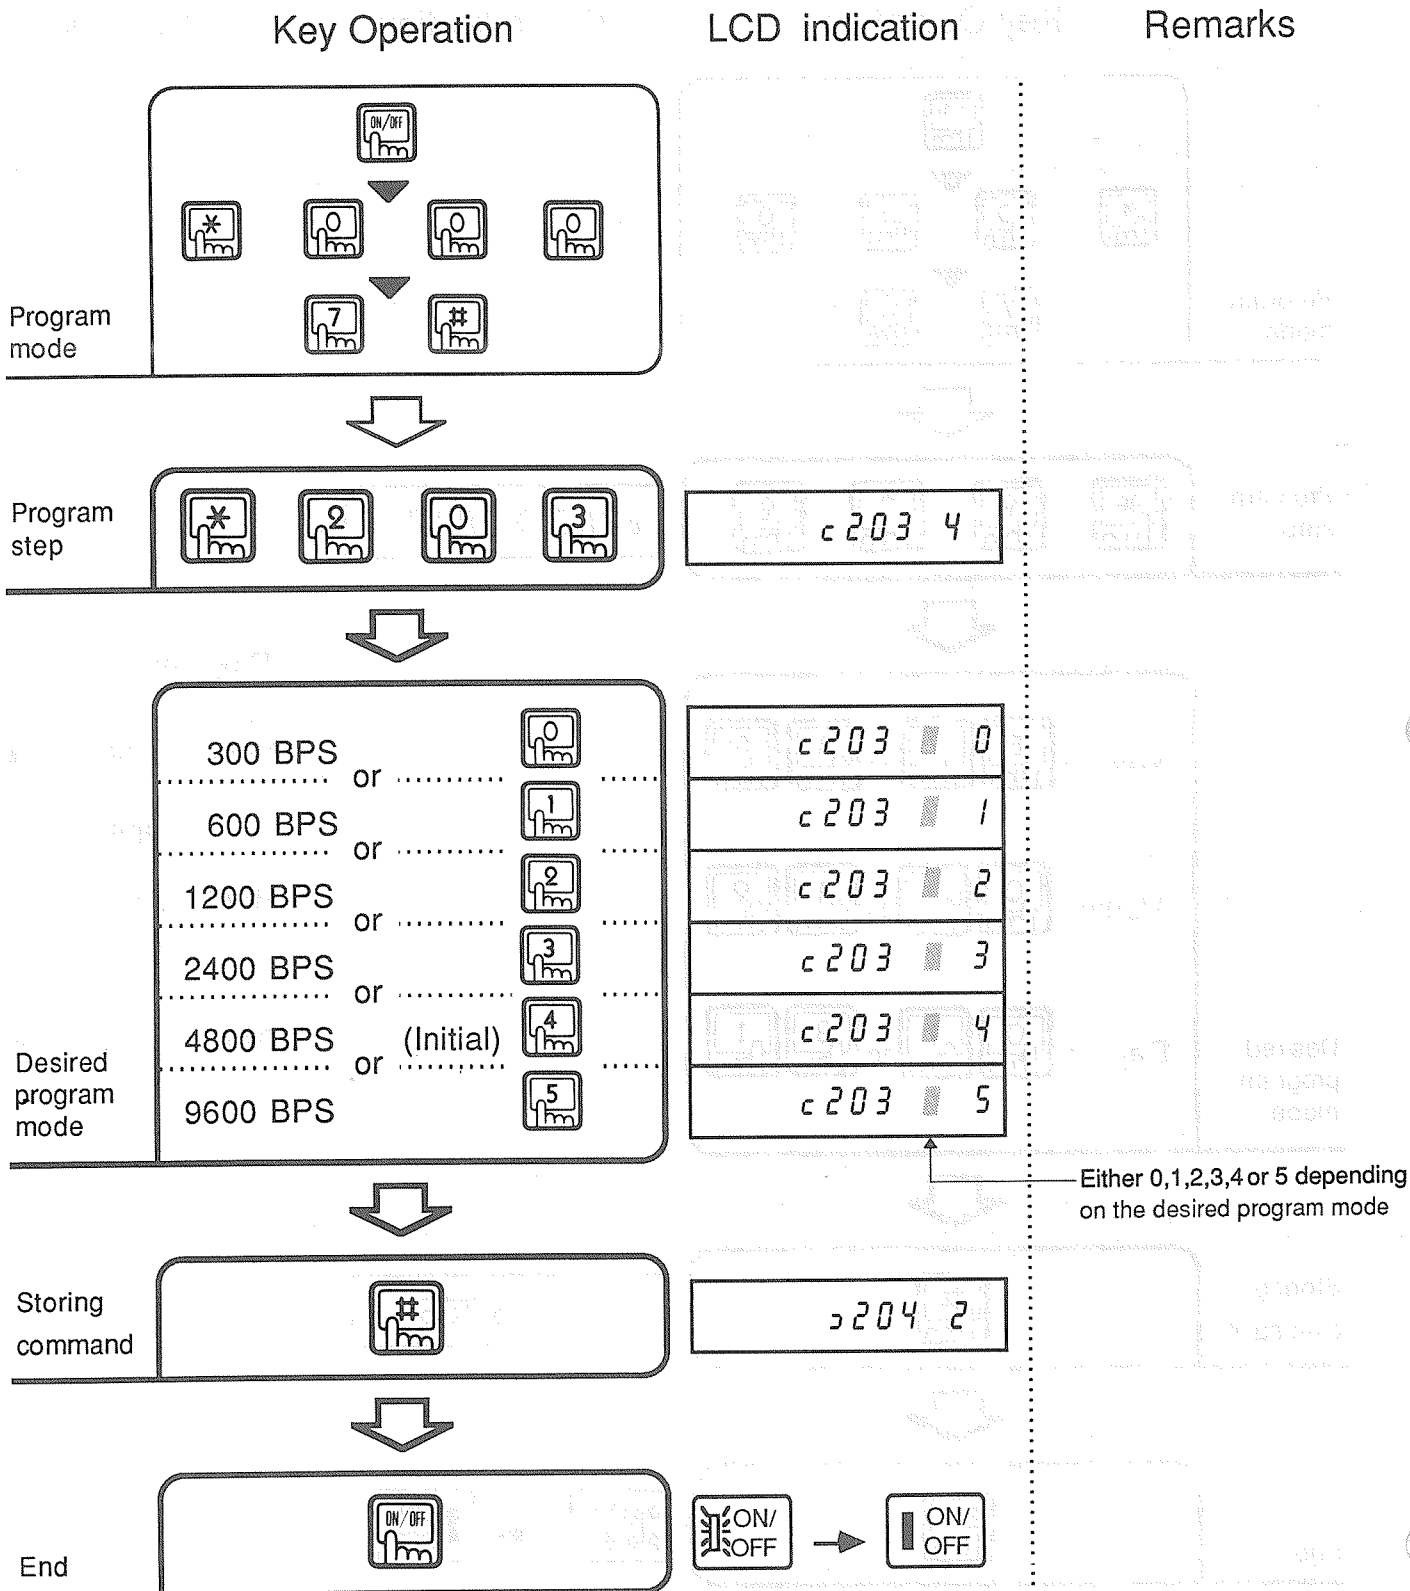 Key Operation LCD indication Remarks
ON/OFF
* 0 0 0
7 #
Program
mode
Program
step
* 2 0 3
c203 4
300 BPS 0 c203 0
or
600 BPS 1 c203 1
or
1200 BPS 2 c203 2
or
2400 BPS 3 c203 3
or
4800 BPS (Initial) 4 c203 4
or
9600 BPS 5 c203 5
Desired
program
mode
Either 0,1,2,3,4 or 5 depending
on the desired program mode
Storing
command
#
ɔ204 2
End
ON/OFF
ON/
OFF
ON/
OFF